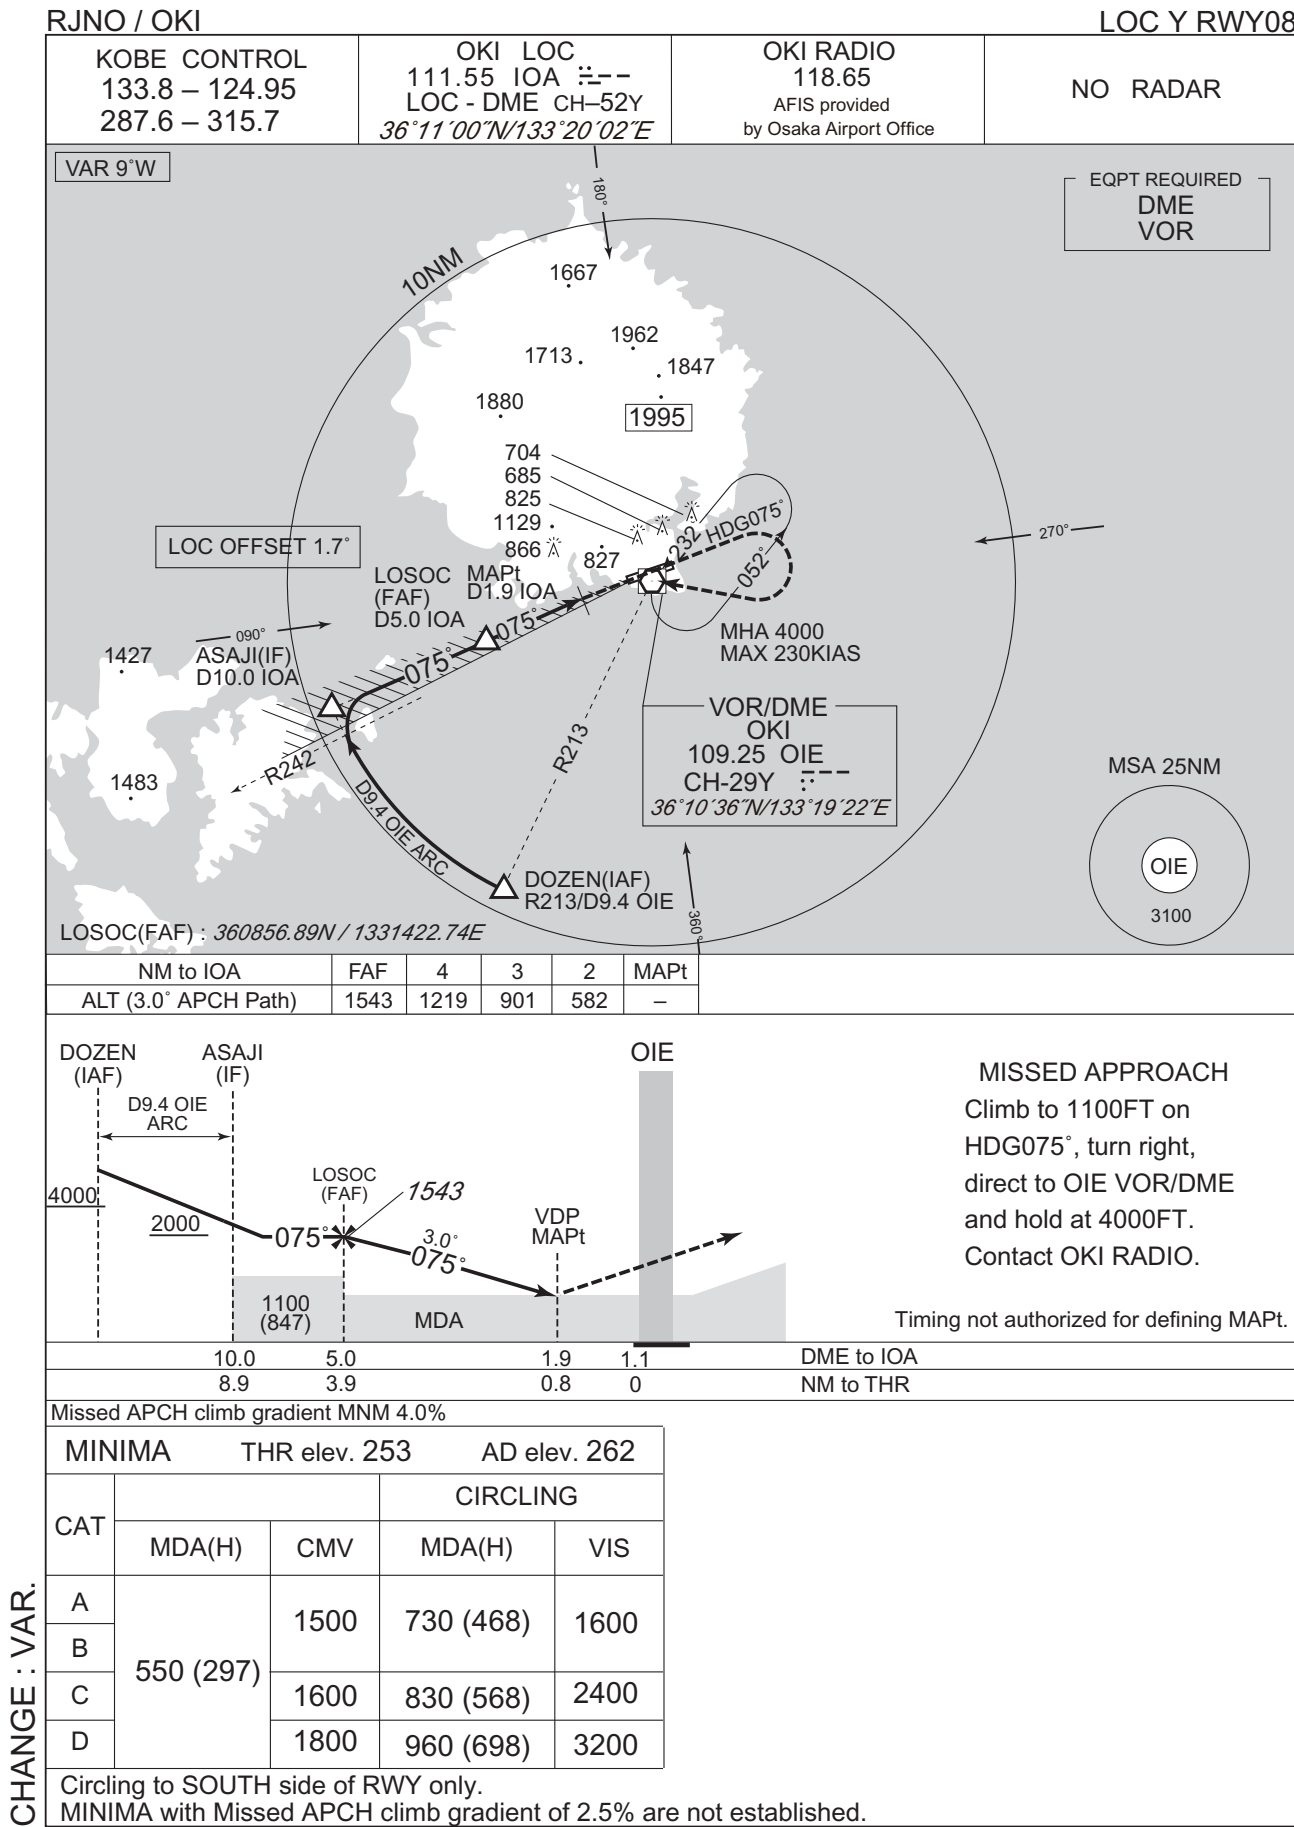 RJNO / OKI
LOC Y RWY08
KOBE CONTROL
133.8 – 124.95
287.6 – 315.7
OKI LOC
111.55 IOA
LOC - DME CH–52Y
36˚11´00˝N/133˚20´02˝E
OKI RADIO
118.65
AFIS provided
by Osaka Airport Office
NO RADAR
VAR 9˚W
EQPT REQUIRED
DME
VOR
180˚
10NM
1667
1962
1713
1847
1880
1995
704
685
825
1129
866
827
232
HDG075˚
052˚
270˚
LOC OFFSET 1.7˚
LOSOC
(FAF)
D5.0 IOA
MAPt
D1.9 IOA
075˚
075˚
090˚
ASAJI(IF)
D10.0 IOA
1427
1483
MHA 4000
MAX 230KIAS
R242
R213
D9.4 OIE ARC
VOR/DME
OKI
109.25 OIE
CH-29Y
36˚10´36˝N/133˚19´22˝E
MSA 25NM
OIE
3100
DOZEN(IAF)
R213/D9.4 OIE
360˚
LOSOC(FAF) : 360856.89N / 1331422.74E
NM to IOA FAF 4 3 2 MAPt
ALT (3.0˚ APCH Path) 1543 1219 901 582 –
DOZEN
(IAF)
ASAJI
(IF)
D9.4 OIE
ARC
OIE
LOSOC
(FAF)
1543
4000
2000
075˚
3.0˚
075˚
VDP
MAPt
1100
(847)
MDA
MISSED APPROACH
Climb to 1100FT on
HDG075˚, turn right,
direct to OIE VOR/DME
and hold at 4000FT.
Contact OKI RADIO.
Timing not authorized for defining MAPt.
10.0 5.0 1.9 1.1 DME to IOA
8.9 3.9 0.8 0 NM to THR
Missed APCH climb gradient MNM 4.0%
MINIMA THR elev. 253 AD elev. 262
CAT
CIRCLING
MDA(H) CMV MDA(H) VIS
A
B
C
D
550 (297)
1500 730 (468) 1600
1600 830 (568) 2400
1800 960 (698) 3200
Circling to SOUTH side of RWY only.
MINIMA with Missed APCH climb gradient of 2.5% are not established.
CHANGE : VAR.